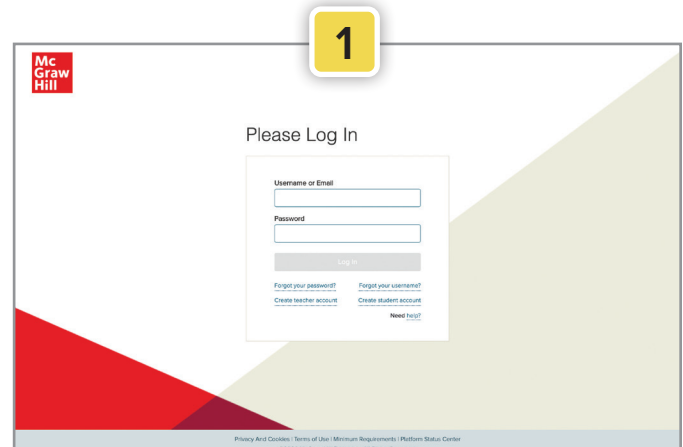 1
Mc
Graw
Hill
Please Log In
Username or Email
Password
Log In
Forgot your password? Forgot your username?
Create teacher account Create student account
Need help?
Privacy And Cookies | Terms of Use | Minimum Requirements | Platform Status Center